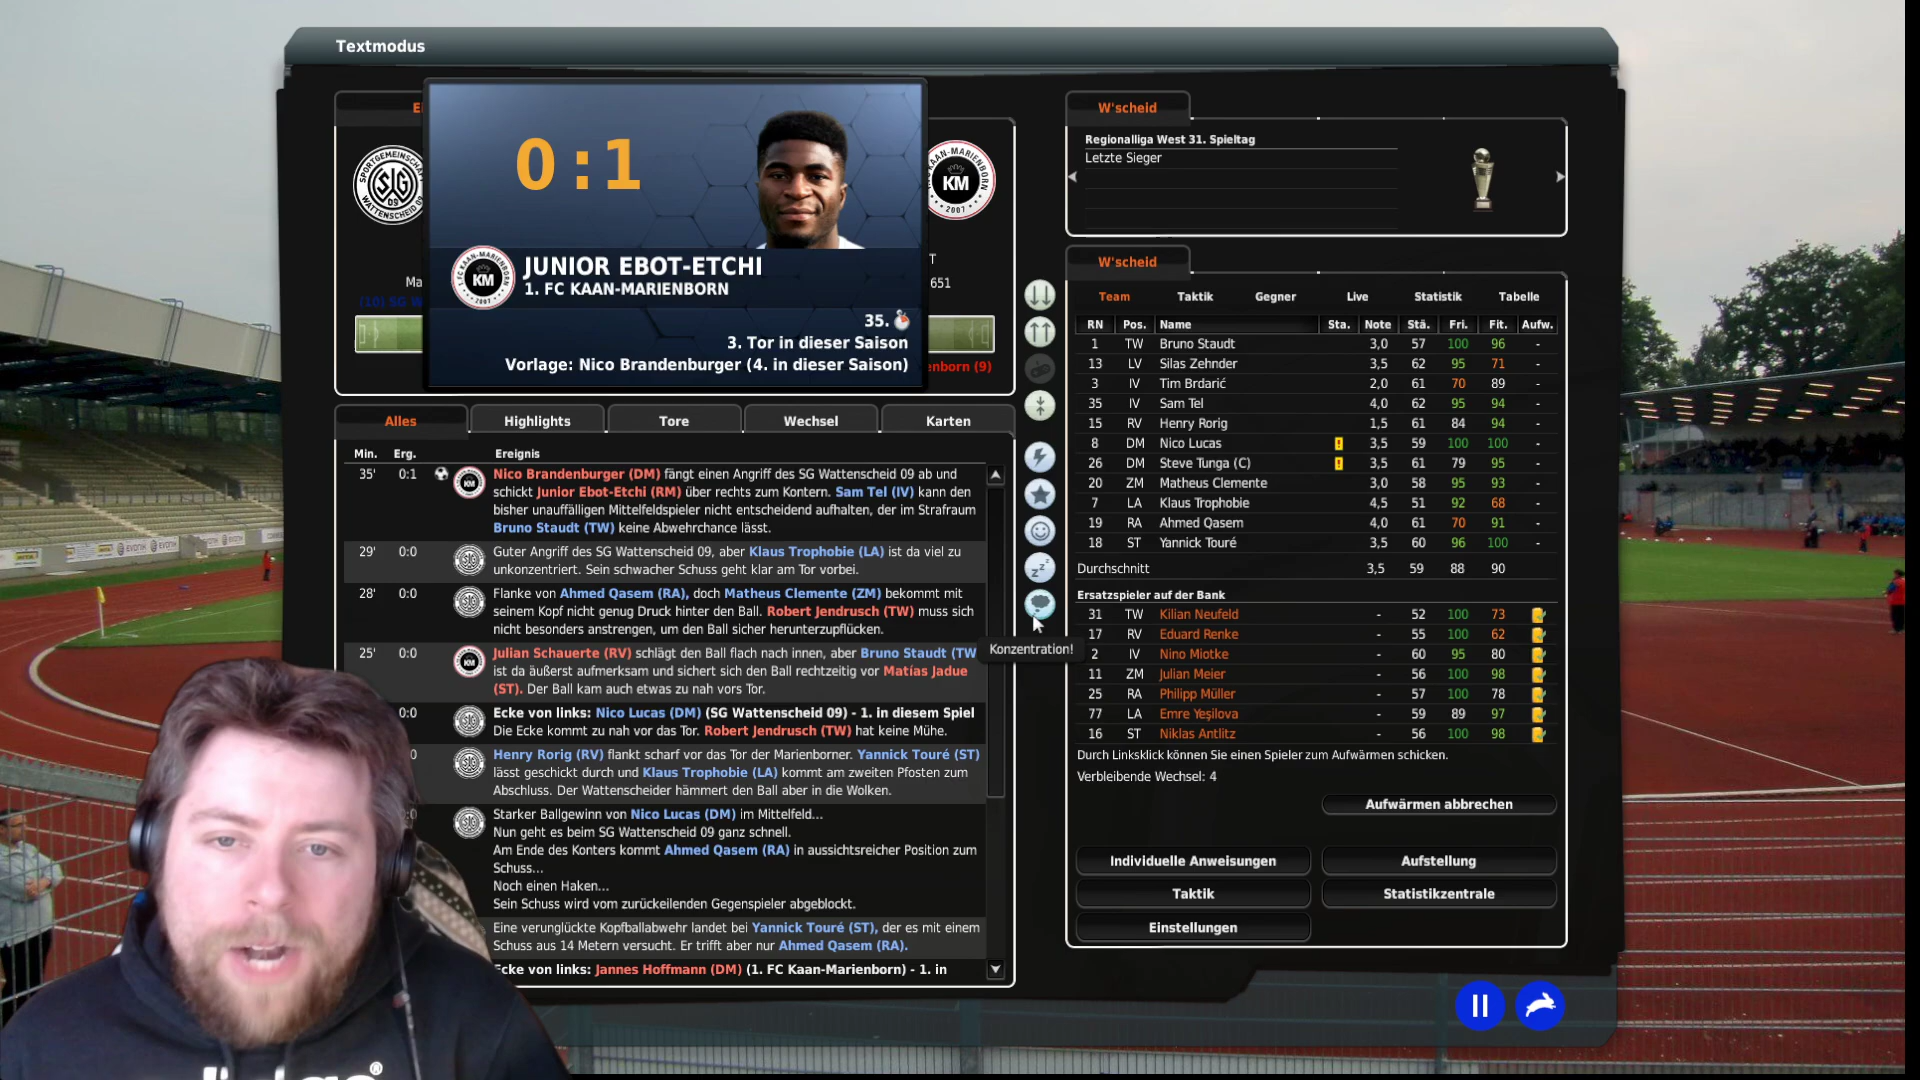 Textmodus
0 : 1
JUNIOR EBOT-ETCHI
1. FC KAAN-MARIENBORN
35.
3. Tor in dieser Saison
Vorlage: Nico Brandenburger (4. in dieser Saison)
651
enborn (9)
Alles Highlights Tore Wechsel Karten
Min. Erg. Ereignis
35' 0:1 Nico Brandenburger (DM) fängt einen Angriff des SG Wattenscheid 09 ab und
schickt Junior Ebot-Etchi (RM) über rechts zum Kontern. Sam Tel (IV) kann den
bisher unauffälligen Mittelfeldspieler nicht entscheidend aufhalten, der im Strafraum
Bruno Staudt (TW) keine Abwehrchance lässt.
29' 0:0 Guter Angriff des SG Wattenscheid 09, aber Klaus Trophobie (LA) ist da viel zu
unkonzentriert. Sein schwacher Schuss geht klar am Tor vorbei.
28' 0:0 Flanke von Ahmed Qasem (RA), doch Matheus Clemente (ZM) bekommt mit
seinem Kopf nicht genug Druck hinter den Ball. Robert Jendrusch (TW) muss sich
nicht besonders anstrengen, um den Ball sicher herunterzupflücken.
25' 0:0 Julian Schauerte (RV) schlägt den Ball flach nach innen, aber Bruno Staudt (TW
ist da äußerst aufmerksam und sichert sich den Ball rechtzeitig vor Matías Jadue
(ST). Der Ball kam auch etwas zu nah vors Tor.
0:0 Ecke von links: Nico Lucas (DM) (SG Wattenscheid 09) - 1. in diesem Spiel
Die Ecke kommt zu nah vor das Tor. Robert Jendrusch (TW) hat keine Mühe.
Henry Rorig (RV) flankt scharf vor das Tor der Marienborner. Yannick Touré (ST)
lässt geschickt durch und Klaus Trophobie (LA) kommt am zweiten Pfosten zum
Abschluss. Der Wattenscheider hämmert den Ball aber in die Wolken.
Starker Ballgewinn von Nico Lucas (DM) im Mittelfeld...
Nun geht es beim SG Wattenscheid 09 ganz schnell.
Am Ende des Konters kommt Ahmed Qasem (RA) in aussichtsreicher Position zum
Schuss...
Noch einen Haken...
Sein Schuss wird vom zurückeilenden Gegenspieler abgeblockt.
Eine verunglückte Kopfballabwehr landet bei Yannick Touré (ST), der es mit einem
Schuss aus 14 Metern versucht. Er trifft aber nur Ahmed Qasem (RA).
Ecke von links: Jannes Hoffmann (DM) (1. FC Kaan-Marienborn) - 1. in
Konzentration!
W'scheid
Regionalliga West 31. Spieltag
Letzte Sieger
W'scheid
Team Taktik Gegner Live Statistik Tabelle
RN Pos. Name Sta. Note Stä. Fri. Fit. Aufw.
1 TW Bruno Staudt 3,0 57 100 96 -
13 LV Silas Zehnder 3,5 62 95 71 -
3 IV Tim Brdarić 2,0 61 70 89 -
35 IV Sam Tel 4,0 62 95 94 -
15 RV Henry Rorig 1,5 61 84 94 -
8 DM Nico Lucas 3,5 59 100 100 -
26 DM Steve Tunga (C) 3,5 61 79 95 -
20 ZM Matheus Clemente 3,0 58 95 93 -
7 LA Klaus Trophobie 4,5 51 92 68 -
19 RA Ahmed Qasem 4,0 61 70 91 -
18 ST Yannick Touré 3,5 60 96 100 -
Durchschnitt 3,5 59 88 90
Ersatzspieler auf der Bank
31 TW Kilian Neufeld - 52 100 73
17 RV Eduard Renke - 55 100 62
2 IV Nino Miotke - 60 95 80
11 ZM Julian Meier - 56 100 98
25 RA Philipp Müller - 57 100 78
77 LA Emre Yeşilova - 59 89 97
16 ST Niklas Antlitz - 56 100 98
Durch Linksklick können Sie einen Spieler zum Aufwärmen schicken.
Verbleibende Wechsel: 4
Aufwärmen abbrechen
Individuelle Anweisungen Aufstellung
Taktik Statistikzentrale
Einstellungen